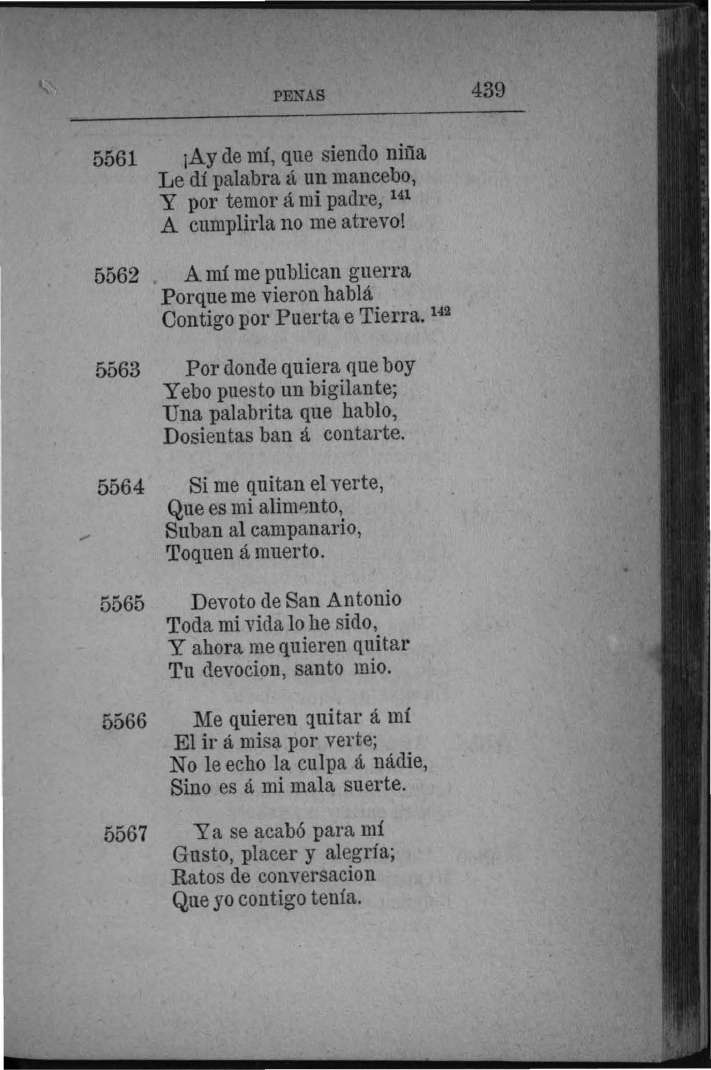 PENAS 439
5561 ¡Ay de mí, que siendo niña
Le dí palabra á un mancebo,
Y por temor á mi padre, 141
A cumplirla no me atrevo!
5562 A mí me publican guerra
Porque me vieron hablá
Contigo por Puerta e Tierra. 142
5563 Por donde quiera que boy
Yebo puesto un bigilante;
Una palabrita que hablo,
Dosientas ban á contarte.
5564 Si me quitan el verte,
Que es mi alimento,
Suban al campanario,
Toquen á muerto.
5565 Devoto de San Antonio
Toda mi vida lo he sido,
Y ahora me quieren quitar
Tu devocion, santo mio.
5566 Me quieren quitar á mí
El ir á misa por verte;
No le echo la culpa á nádie,
Sino es á mi mala suerte.
5567 Ya se acabó para mí
Gusto, placer y alegría;
Ratos de conversacion
Que yo contigo tenía.